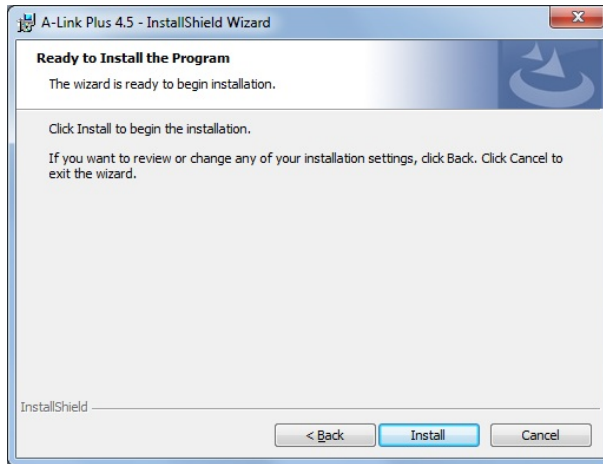 A-Link Plus 4.5 - InstallShield Wizard
Ready to Install the Program
The wizard is ready to begin installation.
Click Install to begin the installation.
If you want to review or change any of your installation settings, click Back. Click Cancel to
exit the wizard.
InstallShield
< Back Install Cancel